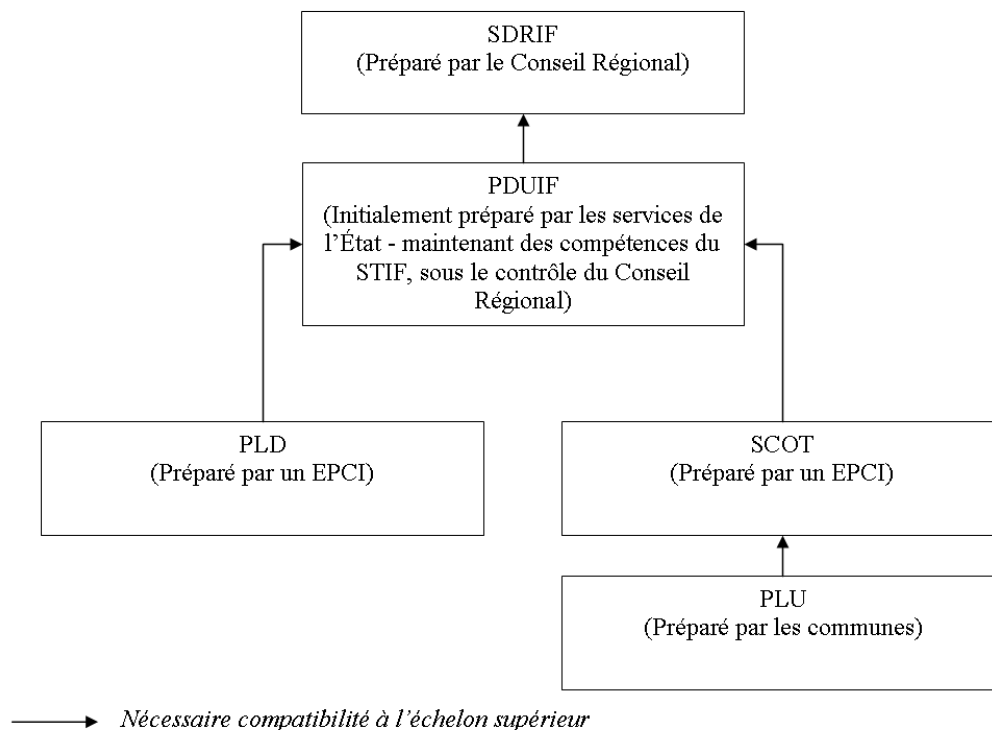 SDRIF
(Préparé par le Conseil Régional)
PDUIF
(Initialement préparé par les services de
l'État - maintenant des compétences du
STIF, sous le contrôle du Conseil
Régional)
PLD
(Préparé par un EPCI)
SCOT
(Préparé par un EPCI)
PLU
(Préparé par les communes)
Nécessaire compatibilité à l'échelon supérieur